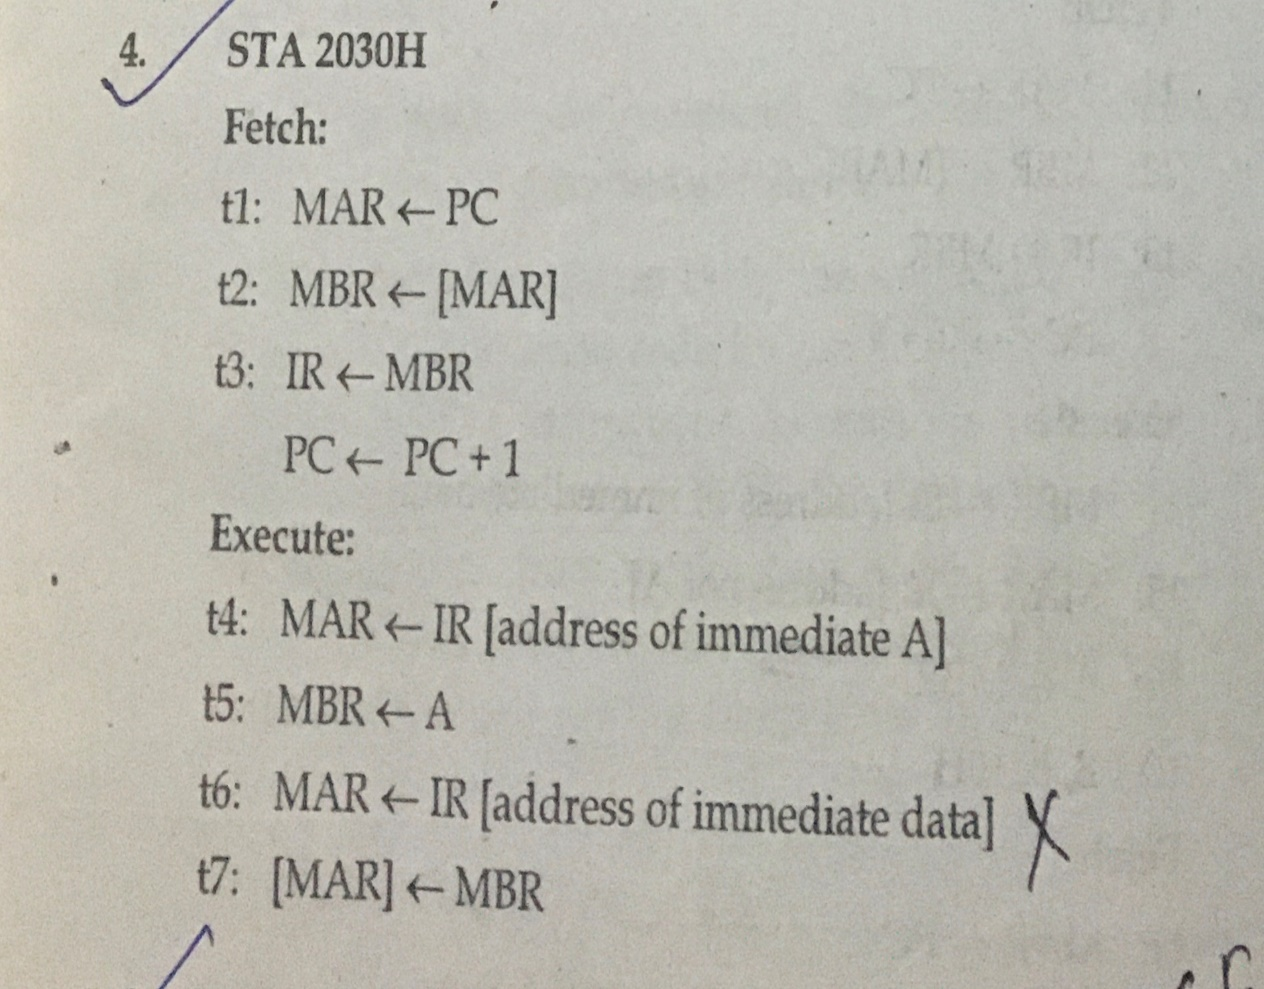 4. STA 2030H
Fetch:
t1: MAR ← PC
t2: MBR ← [MAR]
t3: IR ← MBR
PC ← PC + 1
Execute:
t4: MAR ← IR [address of immediate A]
t5: MBR ← A
t6: MAR ← IR [address of immediate data] X
t7: [MAR] ← MBR